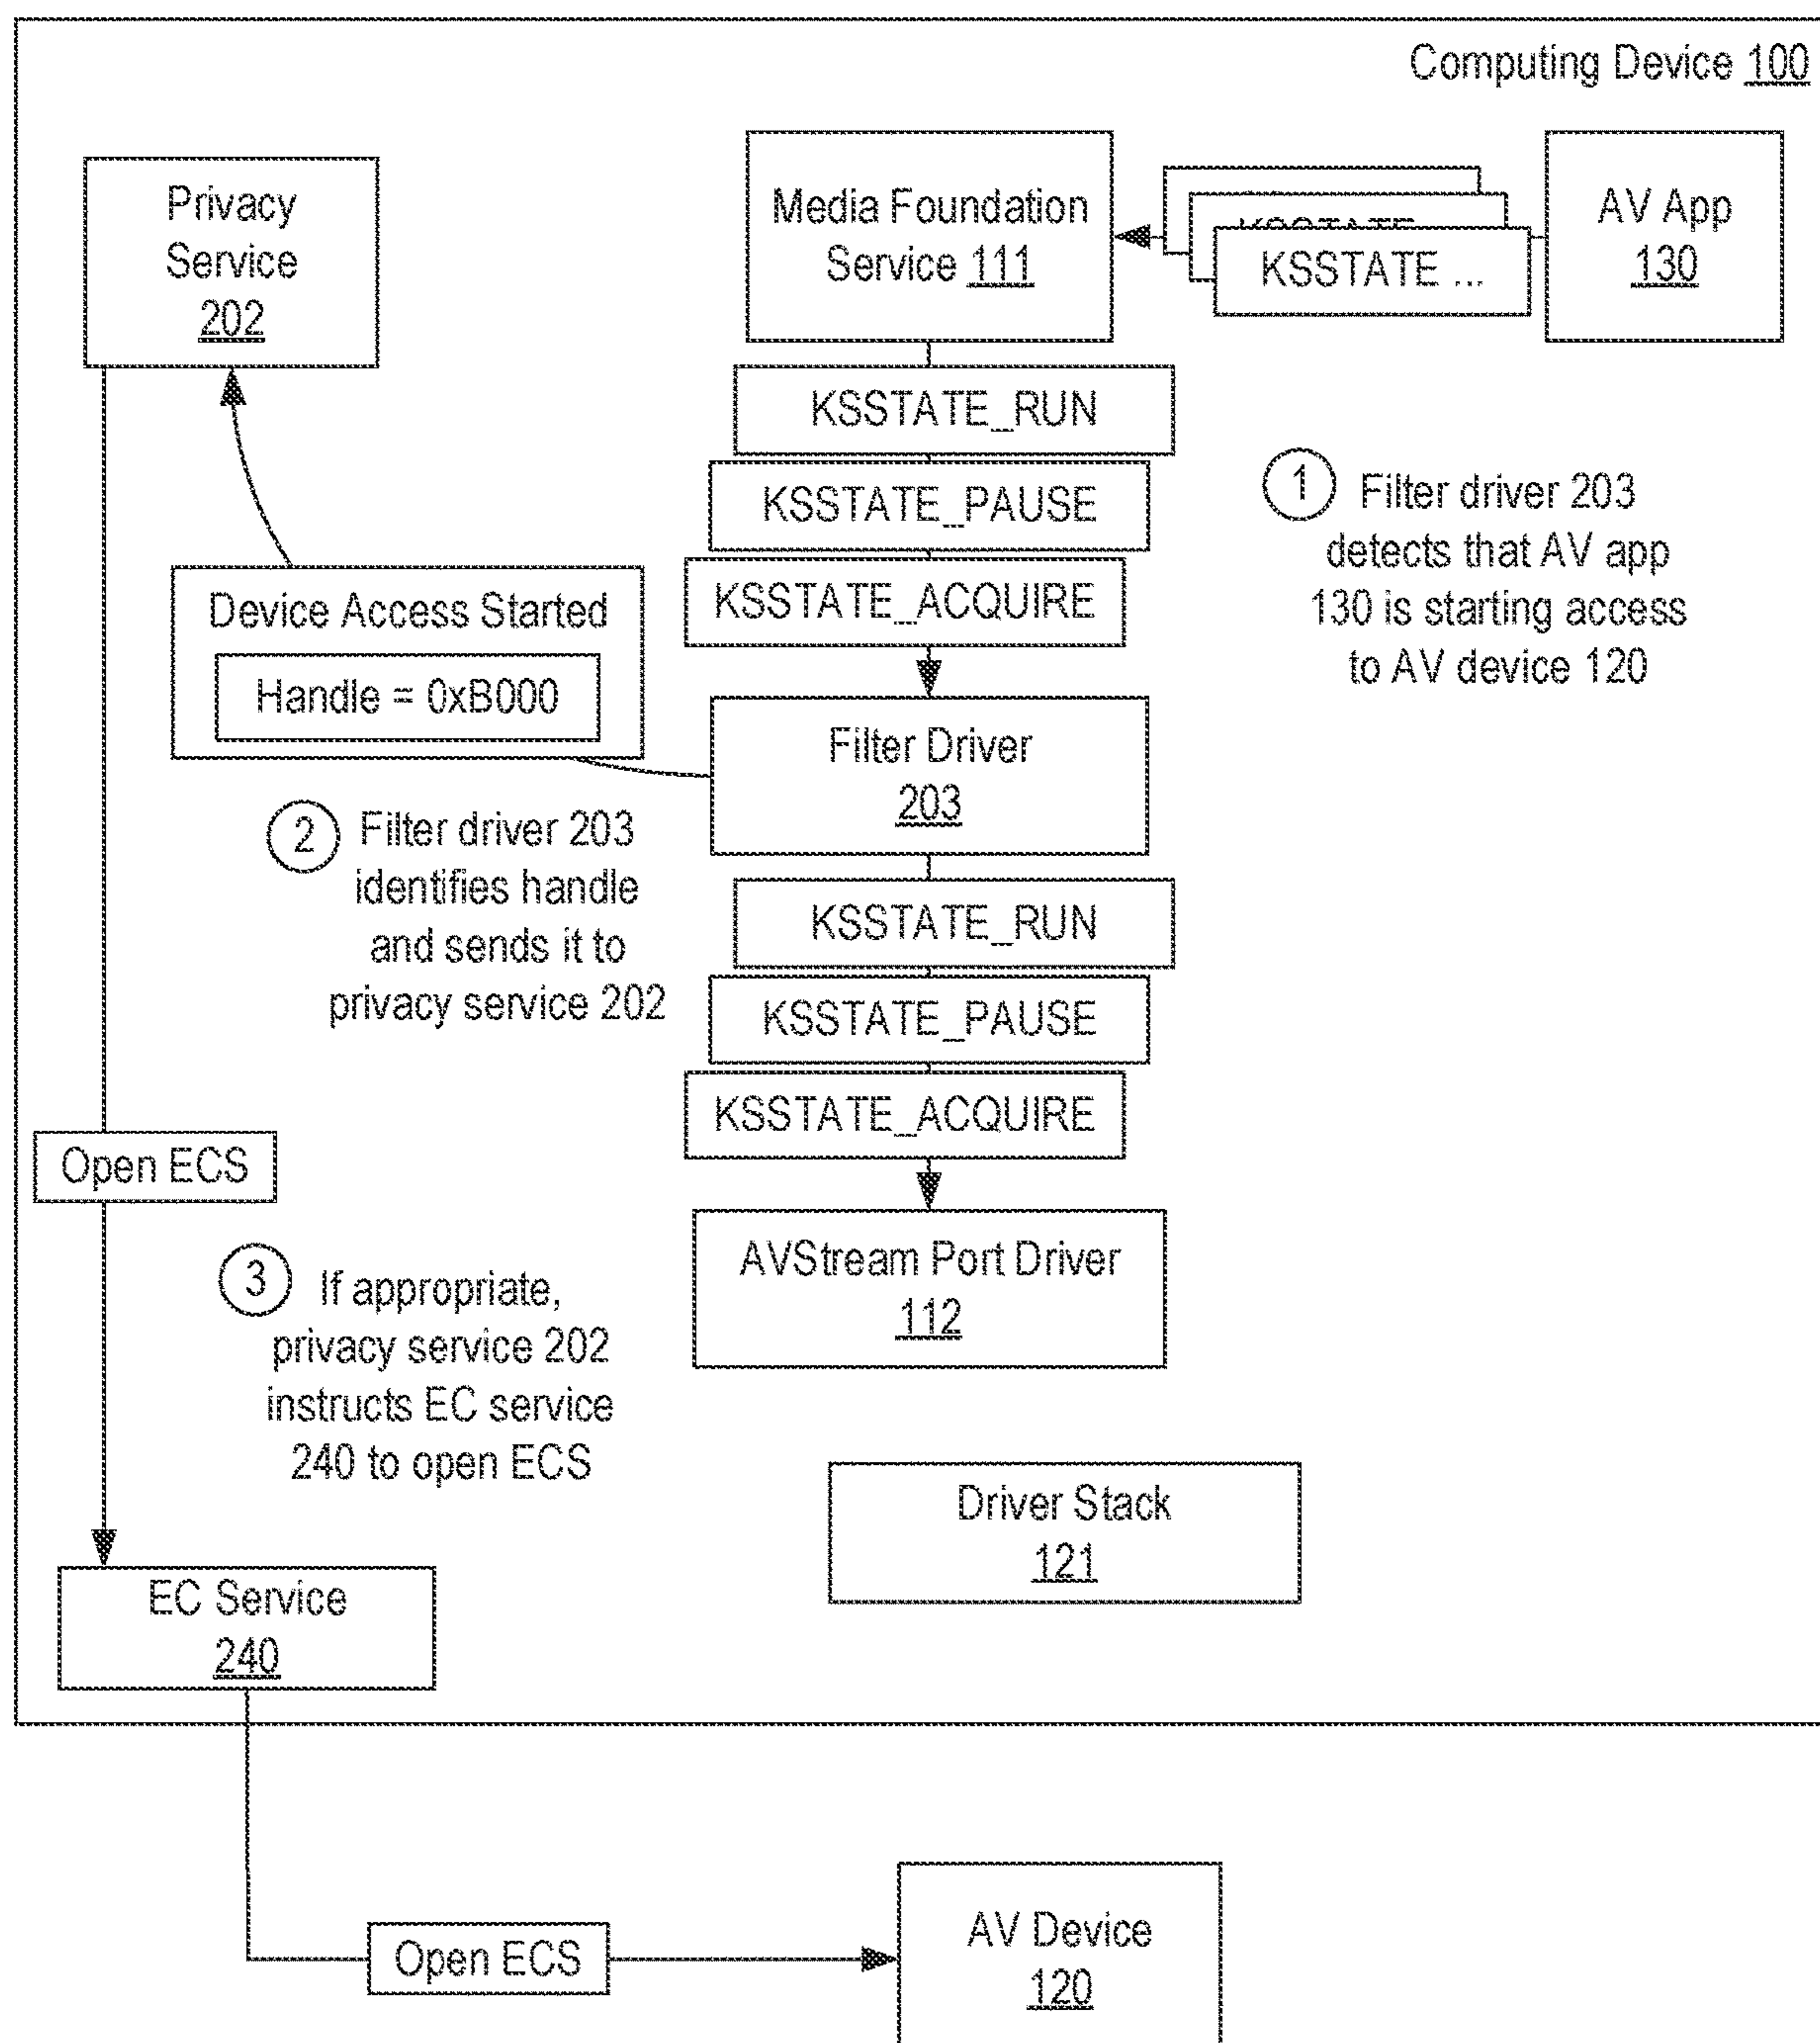 Computing Device 100
Privacy
Service
202
Media Foundation
Service 111
KSSTATE
KSSTATE ...
AV App
130
KSSTATE_RUN
KSSTATE_PAUSE
KSSTATE_ACQUIRE
1 Filter driver 203
detects that AV app
130 is starting access
to AV device 120
Device Access Started
Handle = 0xB000
Filter Driver
203
2 Filter driver 203
identifies handle
and sends it to
privacy service 202
KSSTATE_RUN
KSSTATE_PAUSE
KSSTATE_ACQUIRE
Open ECS
AVStream Port Driver
112
3 If appropriate,
privacy service 202
instructs EC service
240 to open ECS
Driver Stack
121
EC Service
240
Open ECS
AV Device
120